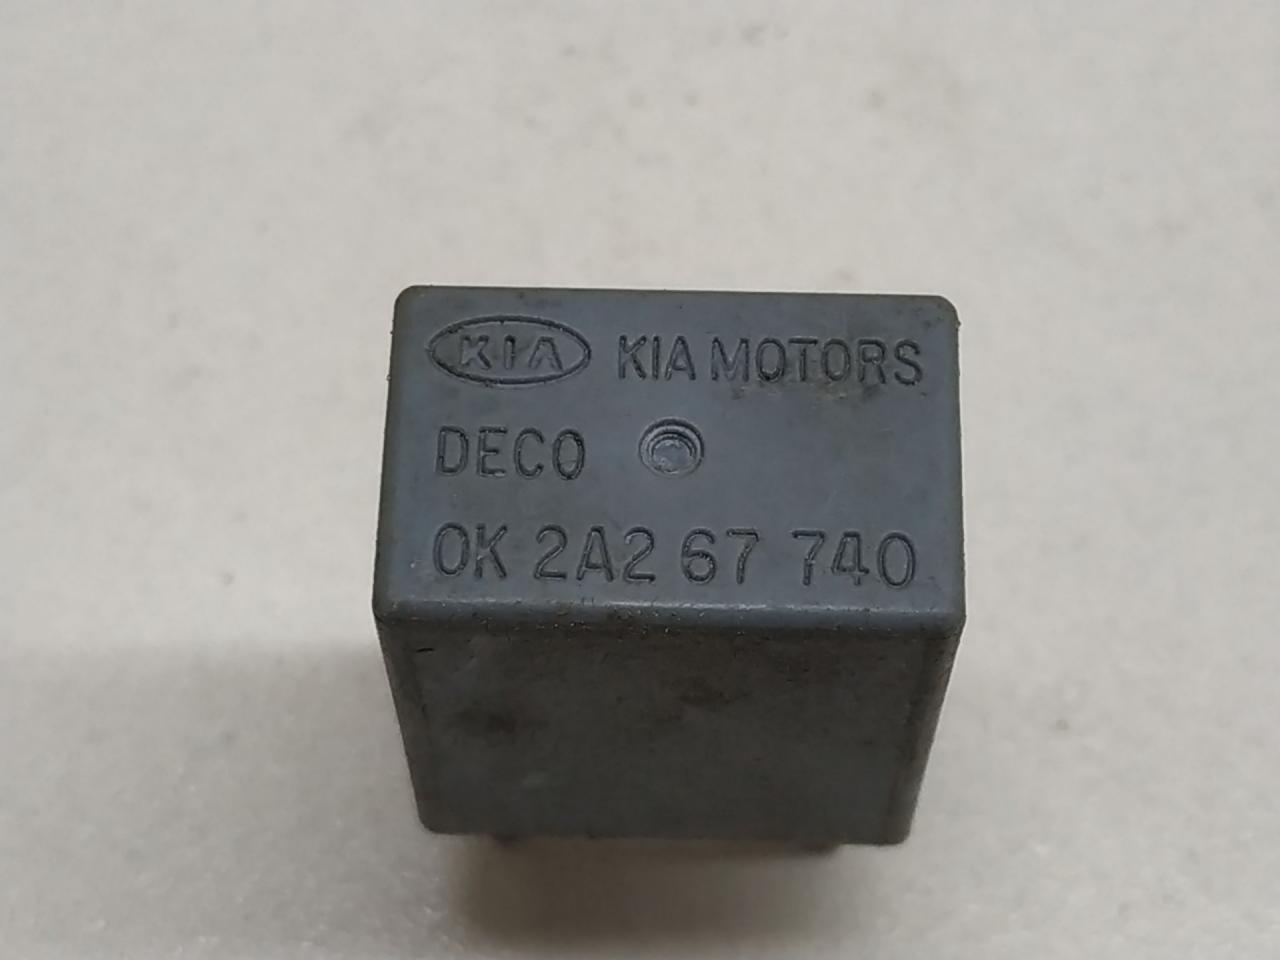 KIA KIA MOTORS
DECO
0K 2A2 67 740